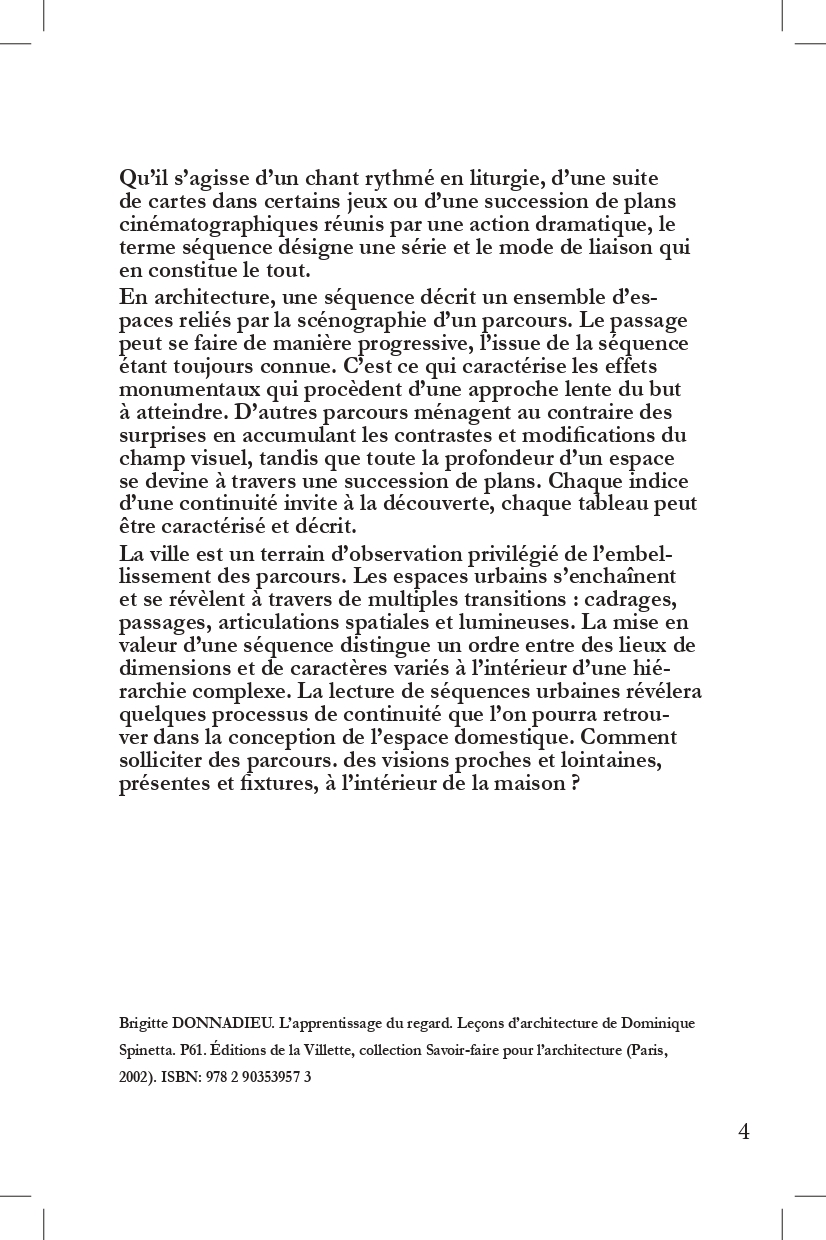 Qu’il s’agisse d’un chant rythmé en liturgie, d’une suite
de cartes dans certains jeux ou d’une succession de plans
cinématographiques réunis par une action dramatique, le
terme séquence désigne une série et le mode de liaison qui
en constitue le tout.
En architecture, une séquence décrit un ensemble d’es-
paces reliés par la scénographie d’un parcours. Le passage
peut se faire de manière progressive, l’issue de la séquence
étant toujours connue. C’est ce qui caractérise les effets
monumentaux qui procèdent d’une approche lente du but
à atteindre. D’autres parcours ménagent au contraire des
surprises en accumulant les contrastes et modifications du
champ visuel, tandis que toute la profondeur d’un espace
se devine à travers une succession de plans. Chaque indice
d’une continuité invite à la découverte, chaque tableau peut
être caractérisé et décrit.
La ville est un terrain d’observation privilégié de l’embel-
lissement des parcours. Les espaces urbains s’enchaînent
et se révèlent à travers de multiples transitions : cadrages,
passages, articulations spatiales et lumineuses. La mise en
valeur d’une séquence distingue un ordre entre des lieux de
dimensions et de caractères variés à l’intérieur d’une hié-
rarchie complexe. La lecture de séquences urbaines révélera
quelques processus de continuité que l’on pourra retrou-
ver dans la conception de l’espace domestique. Comment
solliciter des parcours. des visions proches et lointaines,
présentes et fixtures, à l’intérieur de la maison ?
Brigitte DONNADIEU. L’apprentissage du regard. Leçons d’architecture de Dominique
Spinetta. P61. Éditions de la Villette, collection Savoir-faire pour l’architecture (Paris,
2002). ISBN: 978 2 90353957 3
4